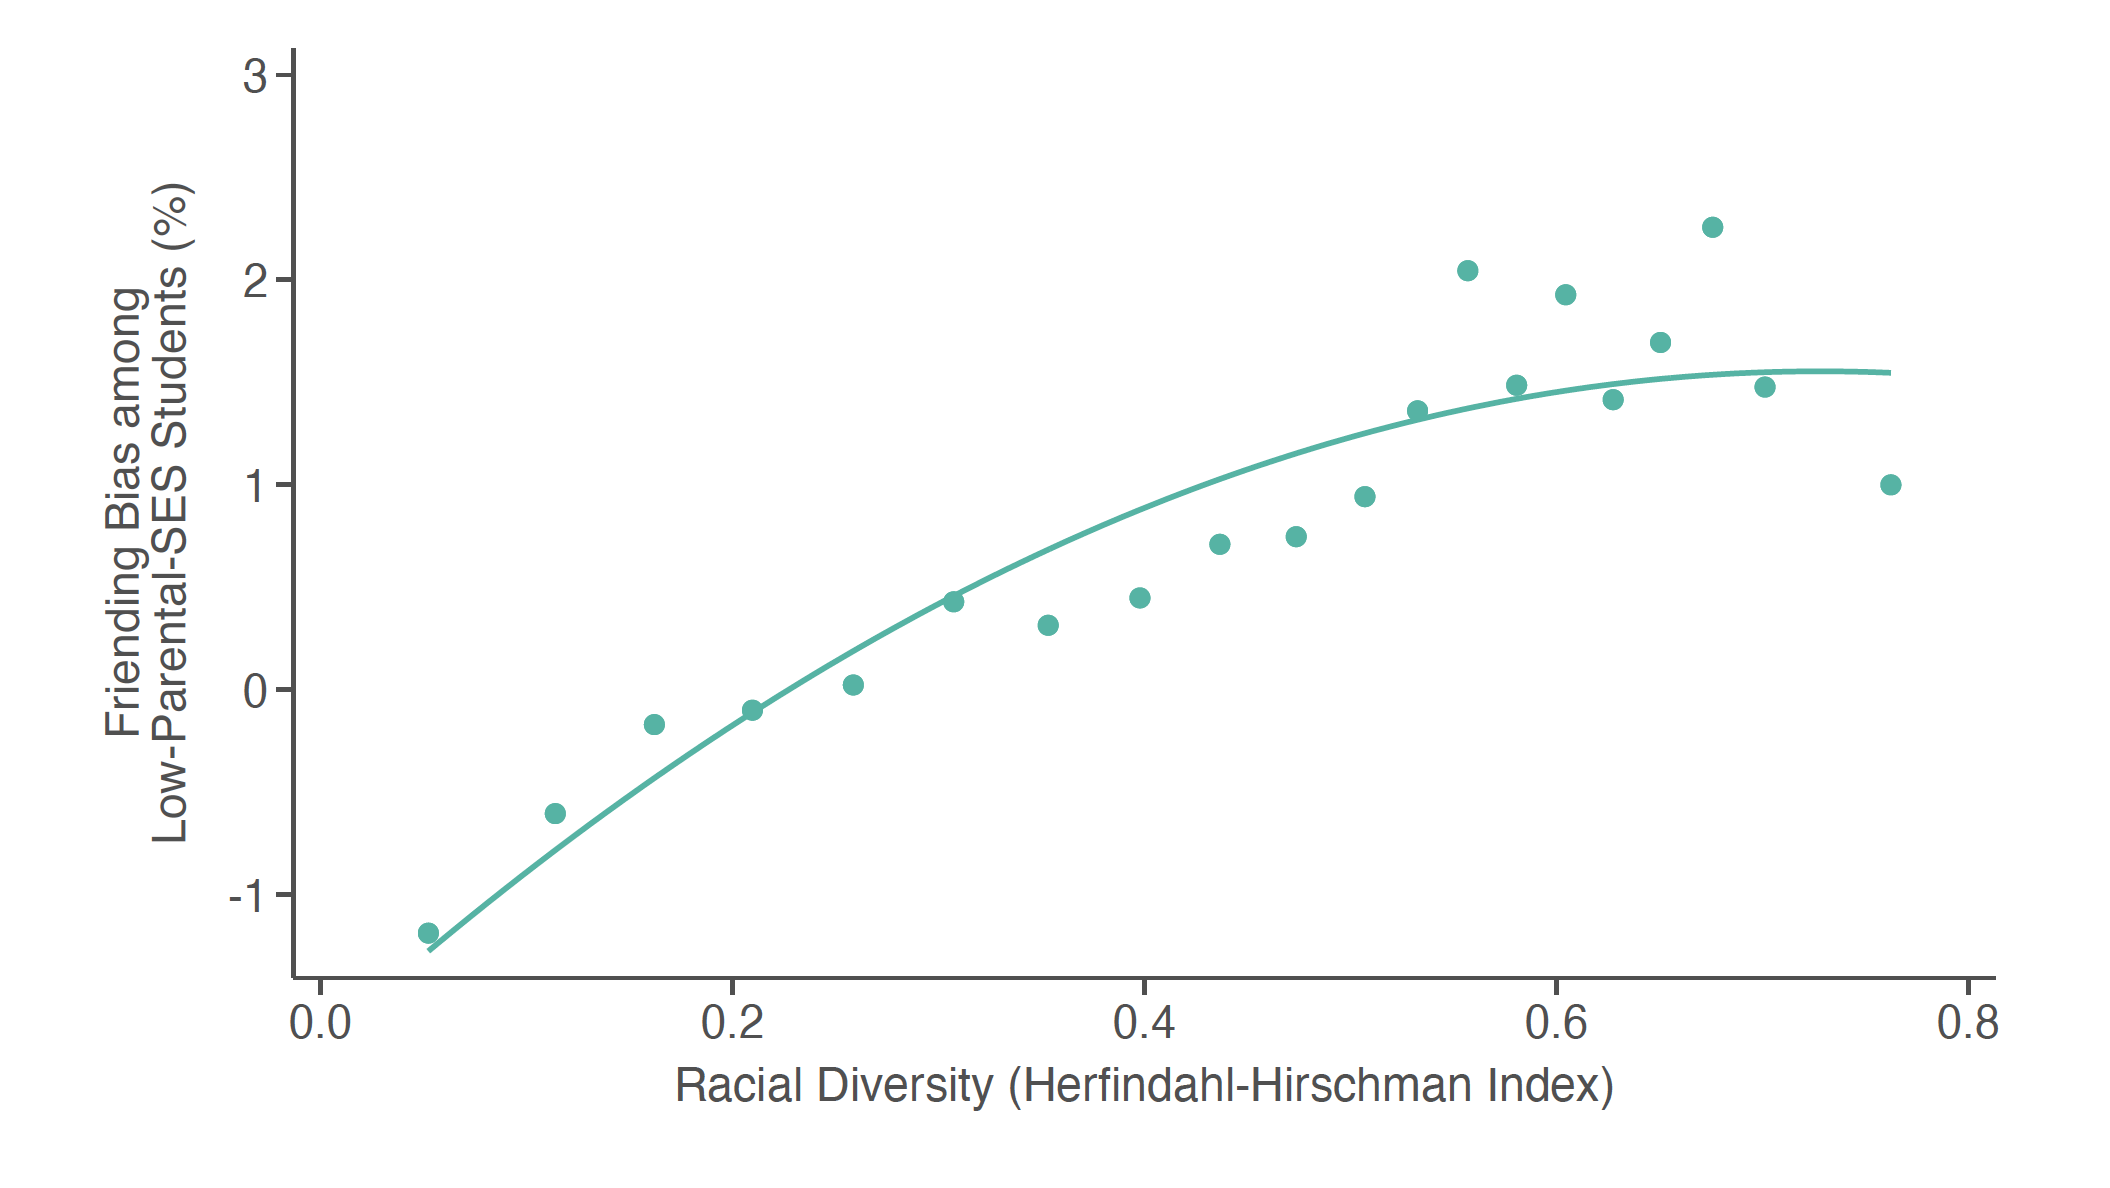 3
2
1
0
-1
Friending Bias among
Low-Parental-SES Students (%)
0.0 0.2 0.4 0.6 0.8
Racial Diversity (Herfindahl-Hirschman Index)